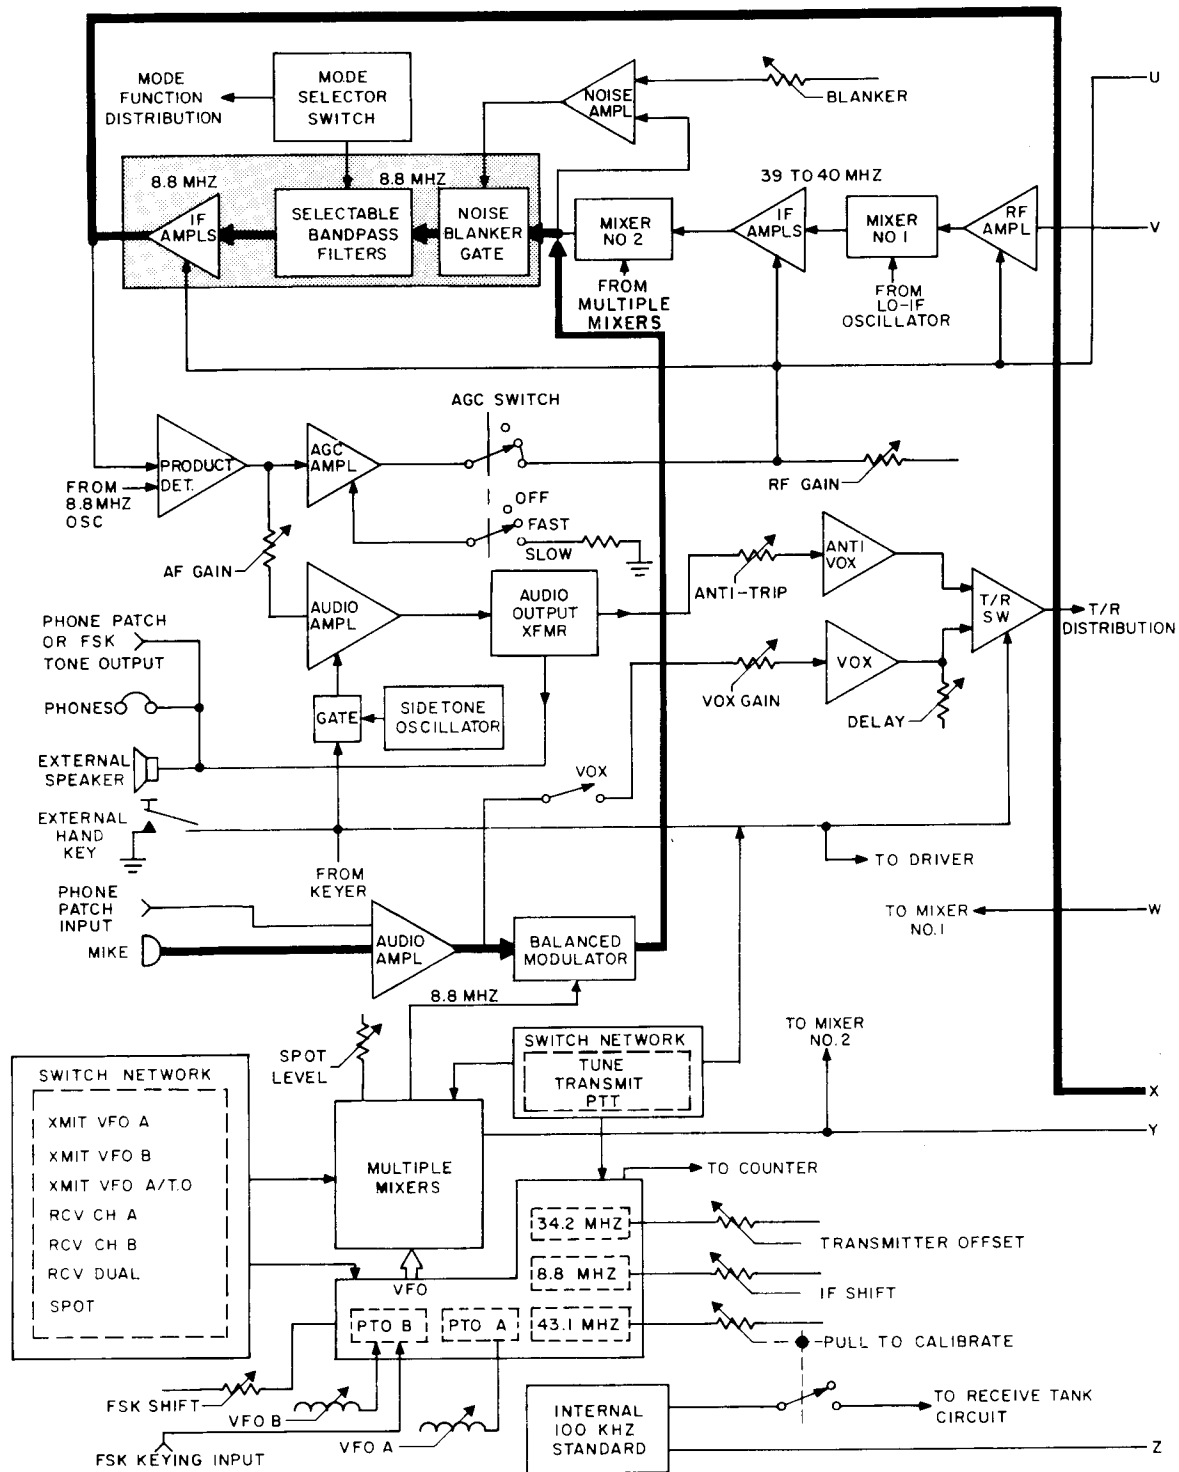 MODE
FUNCTION
DISTRIBUTION
MODE
SELECTOR
SWITCH
NOISE
AMPL
BLANKER
U
8.8 MHZ
IF
AMPLS
SELECTABLE
BANDPASS
FILTERS
8.8 MHZ
NOISE
BLANKER
GATE
MIXER
NO 2
FROM
MULTIPLE
MIXERS
39 TO 40 MHZ
IF
AMPLS
MIXER
NO 1
FROM
LO-IF
OSCILLATOR
RF
AMPL
V
AGC SWITCH
PRODUCT
DET.
FROM
8.8 MHZ
OSC
AGC
AMPL
OFF
FAST
SLOW
RF GAIN
AF GAIN
AUDIO
AMPL
AUDIO
OUTPUT
XFMR
ANTI-TRIP
ANTI
VOX
T/R
SW
T/R
DISTRIBUTION
VOX GAIN
VOX
DELAY
PHONE PATCH
OR FSK
TONE OUTPUT
PHONES
EXTERNAL
SPEAKER
GATE
SIDETONE
OSCILLATOR
VOX
EXTERNAL
HAND
KEY
FROM
KEYER
TO DRIVER
PHONE
PATCH
INPUT
MIKE
AUDIO
AMPL
BALANCED
MODULATOR
TO MIXER
NO.1
W
8.8 MHZ
SPOT
LEVEL
SWITCH NETWORK
TUNE
TRANSMIT
PTT
TO MIXER
NO.2
X
Y
SWITCH NETWORK
XMIT VFO A
XMIT VFO B
XMIT VFO A/T.O
RCV CH A
RCV CH B
RCV DUAL
SPOT
MULTIPLE
MIXERS
TO COUNTER
34.2 MHZ
TRANSMITTER OFFSET
8.8 MHZ
IF SHIFT
VFO
PTO B
PTO A
43.1 MHZ
PULL TO CALIBRATE
FSK SHIFT
VFO B
VFO A
FSK KEYING INPUT
INTERNAL
100 KHZ
STANDARD
TO RECEIVE TANK
CIRCUIT
Z